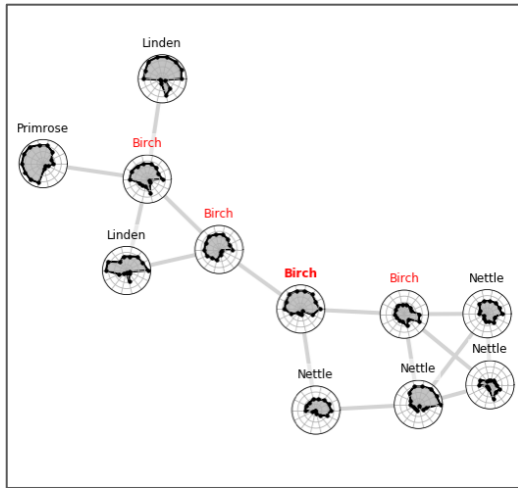 Linden
Primrose
Birch
Birch
Linden
Birch
Birch
Nettle
Nettle
Nettle
Nettle